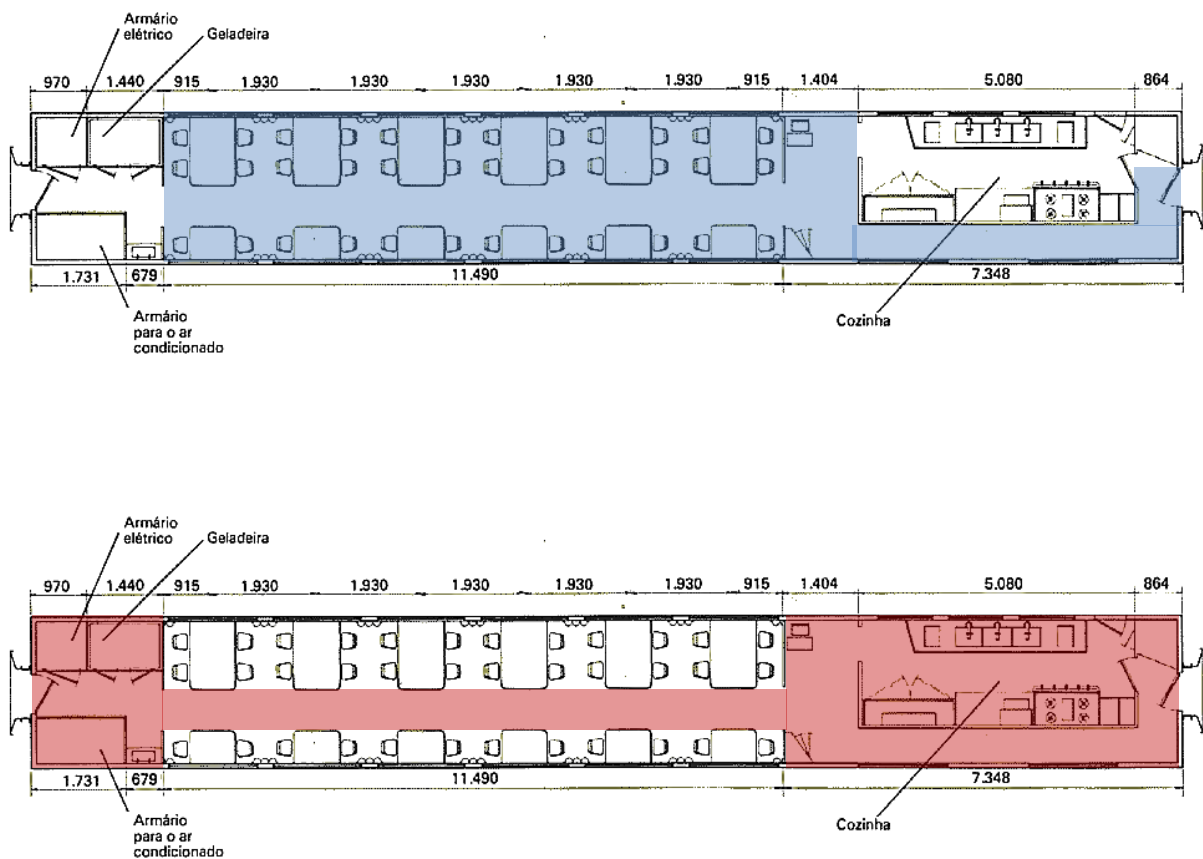 Armário
elétrico
Geladeira
970 1.440 915 1.930 1.930 1.930 1.930 1.930 915 1.404 5.080 864
1.731 679 11.490 7.348
Armário
para o ar
condicionado
Cozinha
Armário
elétrico
Geladeira
970 1.440 915 1.930 1.930 1.930 1.930 1.930 915 1.404 5.080 864
1.731 679 11.490 7.348
Armário
para o ar
condicionado
Cozinha